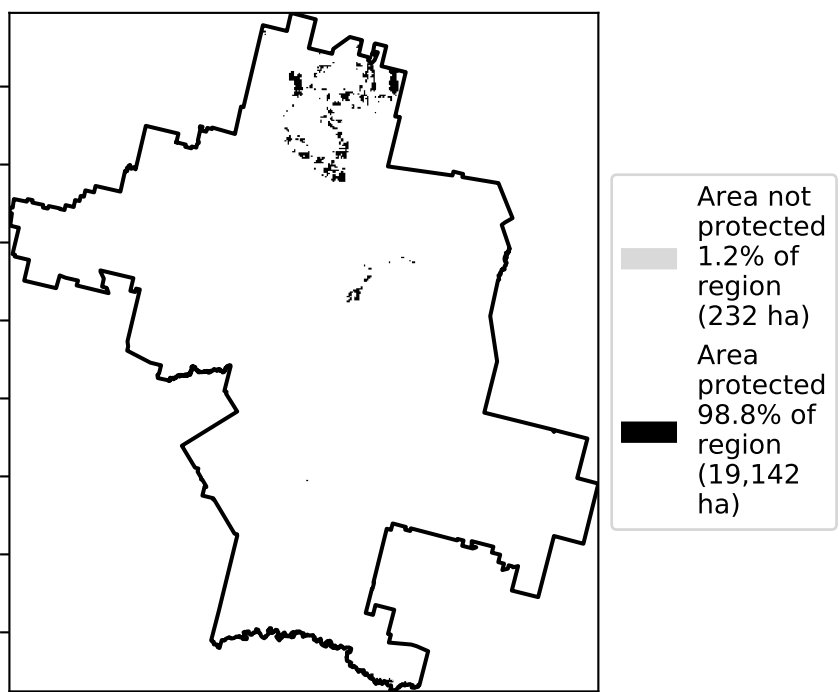 Area not
protected
1.2% of
region
(232 ha)
Area
protected
98.8% of
region
(19,142
ha)